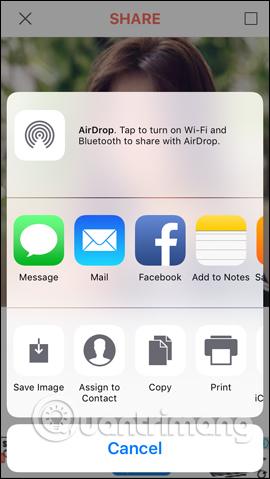 SHARE
AirDrop. Tap to turn on Wi-Fi and
Bluetooth to share with AirDrop.
Message
Mail
Facebook
Add to Notes
Sa
Save Image
Assign to
Contact
Copy
Print
iC
Quantrimang
Cancel